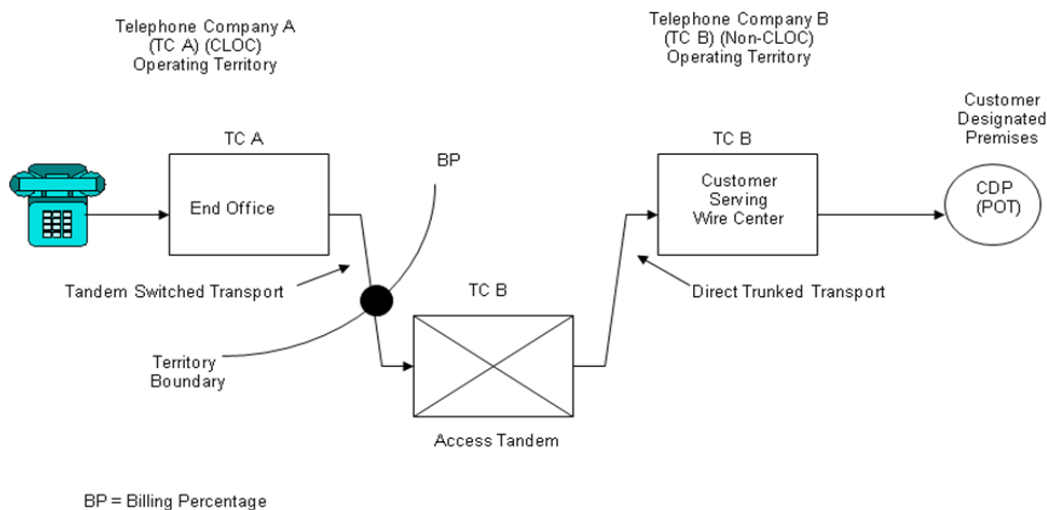 Telephone Company A
(TC A) (CLOC)
Operating Territory
Telephone Company B
(TC B) (Non-CLOC)
Operating Territory
Customer
Designated
Premises
TC A
BP
TC B
End Office
Customer
Serving
Wire Center
CDP
(POT)
Tandem Switched Transport
TC B
Direct Trunked Transport
Territory
Boundary
Access Tandem
BP = Billing Percentage